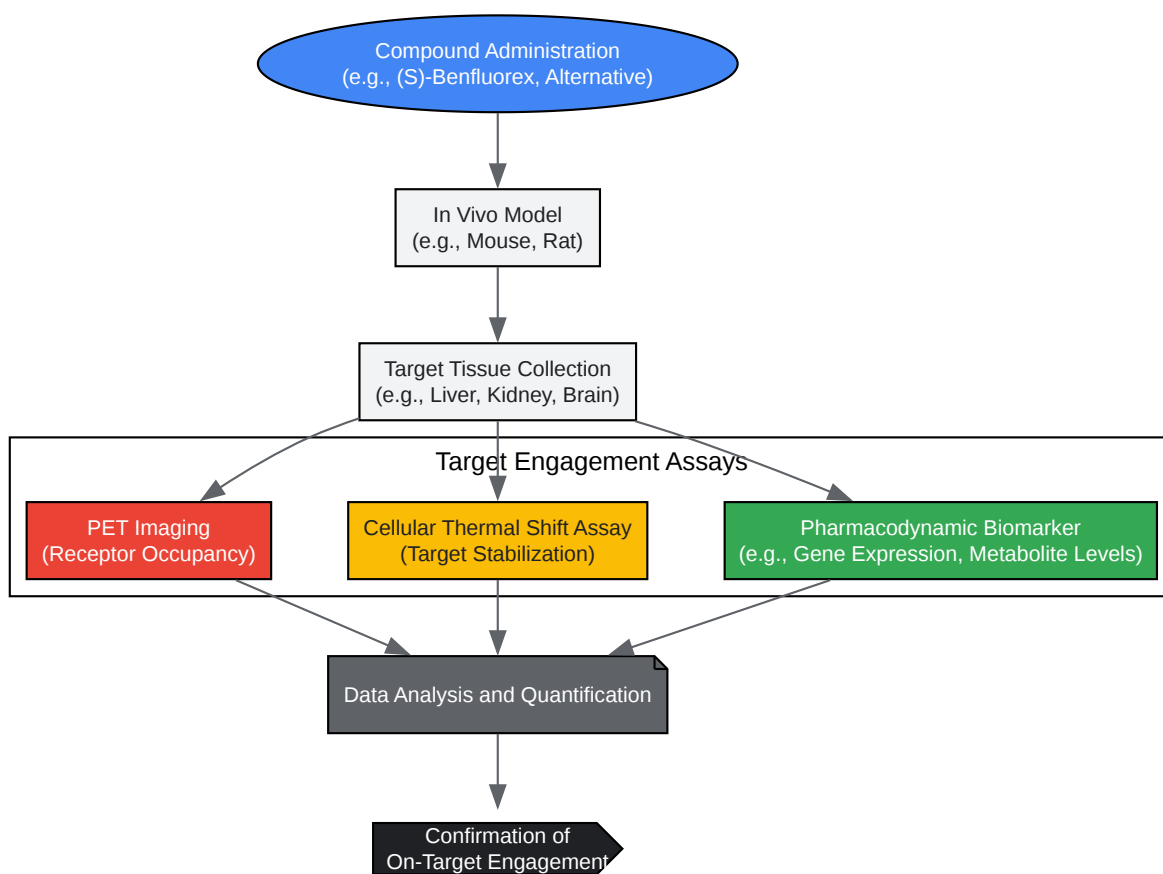 Compound Administration
(e.g., (S)-Benfluorex, Alternative)
In Vivo Model
(e.g., Mouse, Rat)
Target Tissue Collection
(e.g., Liver, Kidney, Brain)
Target Engagement Assays
PET Imaging
(Receptor Occupancy)
Cellular Thermal Shift Assay
(Target Stabilization)
Pharmacodynamic Biomarker
(e.g., Gene Expression, Metabolite Levels)
Data Analysis and Quantification
Confirmation of
On-Target Engagement